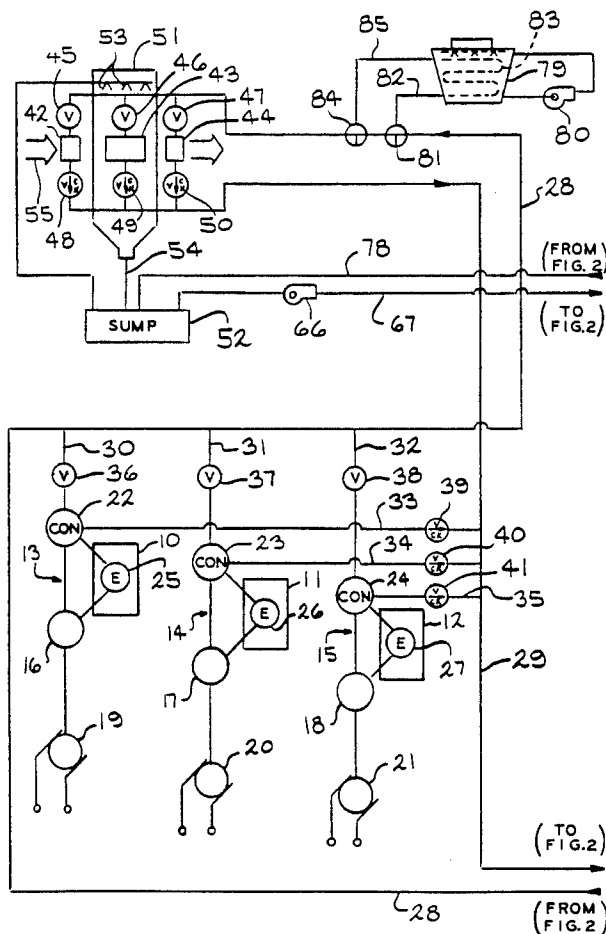 53
51
45
46
43
47
42
44
V
V
V
55
V CK
V CK
V CK
48
49
50
54
SUMP
52
66
67
78
85
83
79
82
84
81
80
28
(FROM FIG.2)
(TO FIG.2)
30
31
32
36
V
37
V
38
V
22
CON
33
V CK
39
13
10
E
25
23
CON
34
V CK
40
16
14
11
E
26
24
CON
V CK
41
35
17
15
12
E
27
18
29
19
20
21
(TO FIG.2)
28
(FROM FIG.2)